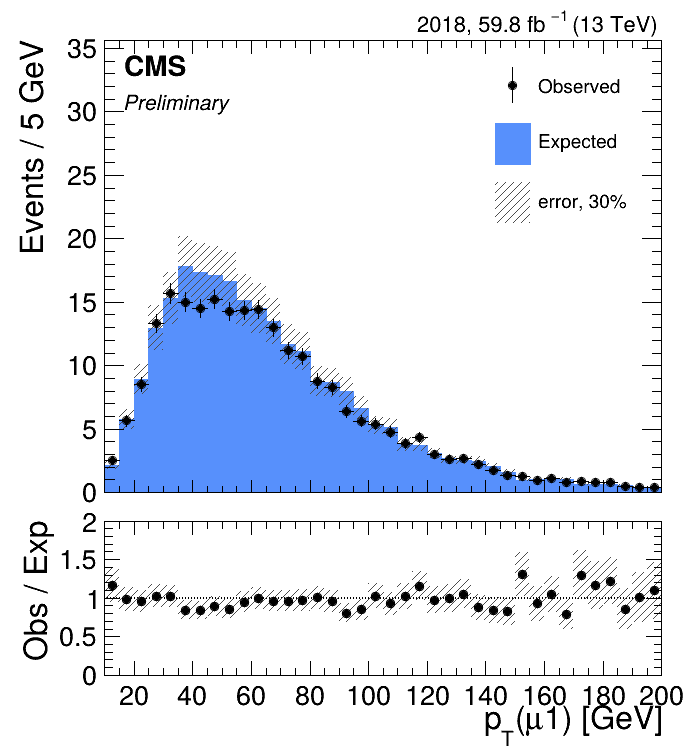 2018, 59.8 fb⁻¹ (13 TeV)
CMS
Preliminary
Observed
Expected
error, 30%
Events / 5 GeV
35
30
25
20
15
10
5
0
Obs / Exp
2
1.5
1
0.5
0
20 40 60 80 100 120 140 160 180 200
p_T(μ1) [GeV]